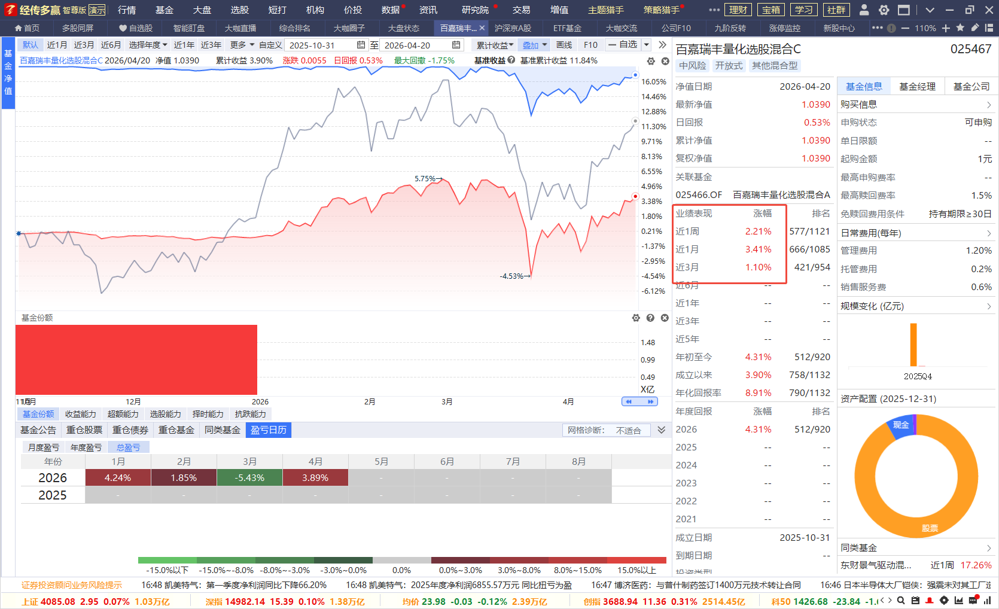 经传多赢 智尊版 演示 行情 基金 大盘 选股 短打 机构 价投 数据 资讯 研究院 交易 增值 主题猎手 策略猎手 理财 宝箱 学习 社群
首页 多股同屏 自选股 智能盯盘 大咖直播 综合排名 大咖圈子 大盘状态 百嘉瑞丰... 沪深京A股 ETF基金 大咖交流 公司F10 九阶反转 涨停监控 新股中心 110%
基金净值
默认 近1月 近3月 近6月 选择年度 近1年 近3年 更多 自定义 2025-10-31 至 2026-04-20 累计收益 叠加 画线 F10 自选
百嘉瑞丰量化选股混合C 2026/04/20 净值 1.0390 累计收益 3.90% 涨跌 0.0055 日回报 0.53% 最大回撤 -1.75% 基准收益 基准累计收益 11.84%
16.05%
14.46%
12.88%
11.30%
9.71%
8.13%
6.55%
4.96%
3.38%
1.80%
0.21%
-1.37%
-2.95%
-4.54%
-6.12%
5.75%→
-4.53%→
基金份额
1.48
0.99
0.49
X亿
12月 2026 2月 3月 4月
基金份额 收益能力 超额能力 选股能力 择时能力 抗跌能力
基金公告 重仓股票 重仓债券 重仓基金 同类基金 盈亏日历 网格诊断: 不适合
月度盈亏 年度盈亏 总盈亏
年份 1月 2月 3月 4月 5月 6月 7月 8月
2026 4.24% 1.85% -5.43% 3.89% - - - -
2025 - - - - - - - -
-15.0%以下 -15.0%~-8.0% -8.0%~-3.0% -3.0%~0.0% 0.0% 0.0%~3.0% 3.0%~8.0% 8.0%~15.0% 15.0%以上
百嘉瑞丰量化选股混合C 025467
中风险 开放式 其他混合型
净值日期 2026-04-20
最新净值 1.0390
日回报 0.53%
累计净值 1.0390
复权净值 1.0390
关联基金
025466.OF 百嘉瑞丰量化选股混合A
业绩表现 涨幅 排名
近1周 2.21% 577/1121
近1月 3.41% 666/1085
近3月 1.10% 421/954
近6月 -- --
近1年 -- --
近3年 -- --
近5年 -- --
年初至今 4.31% 512/920
成立以来 3.90% 758/1132
年化回报率 8.91% 790/1132
年度回报 涨幅 排名
2026 4.31% 512/920
2025 -- --
2024 -- --
2023 -- --
2022 -- --
2021 -- --
成立日期 2025-10-31
到期日期 --
投资类型
基金信息 基金经理 基金公司
购买信息
申购状态 可申购
单日限额 --
起购金额 1元
最高申购费率 --
最高赎回费率 1.5%
免赎回费用条件 持有期限≥30日
日常费用(每年)
管理费用 1.20%
托管费用 0.2%
销售服务费 0.6%
规模变化 (亿元)
2025Q4
资产配置 (2025-12-31)
现金
股票
同类基金
东财景气驱动混... 近1周 17.26%
证券投资顾问业务风险提示 16:48 凯美特气：第一季度净利润同比下降66.20% 16:48 凯美特气：2025年度净利润6855.57万元 同比扭亏为盈 16:47 博济医药：与普什制药签订1400万元技术转让合同 16:46 日本半导体大厂铠侠：强震未对其工厂造
上证 4085.08 2.95 0.07% 1.03万亿 深指 14982.14 15.39 0.10% 1.38万亿 均价 23.98 -0.03 -0.12% 2.39万亿 创指 3688.94 11.36 0.31% 2514.45亿 科50 1426.68 -23.84